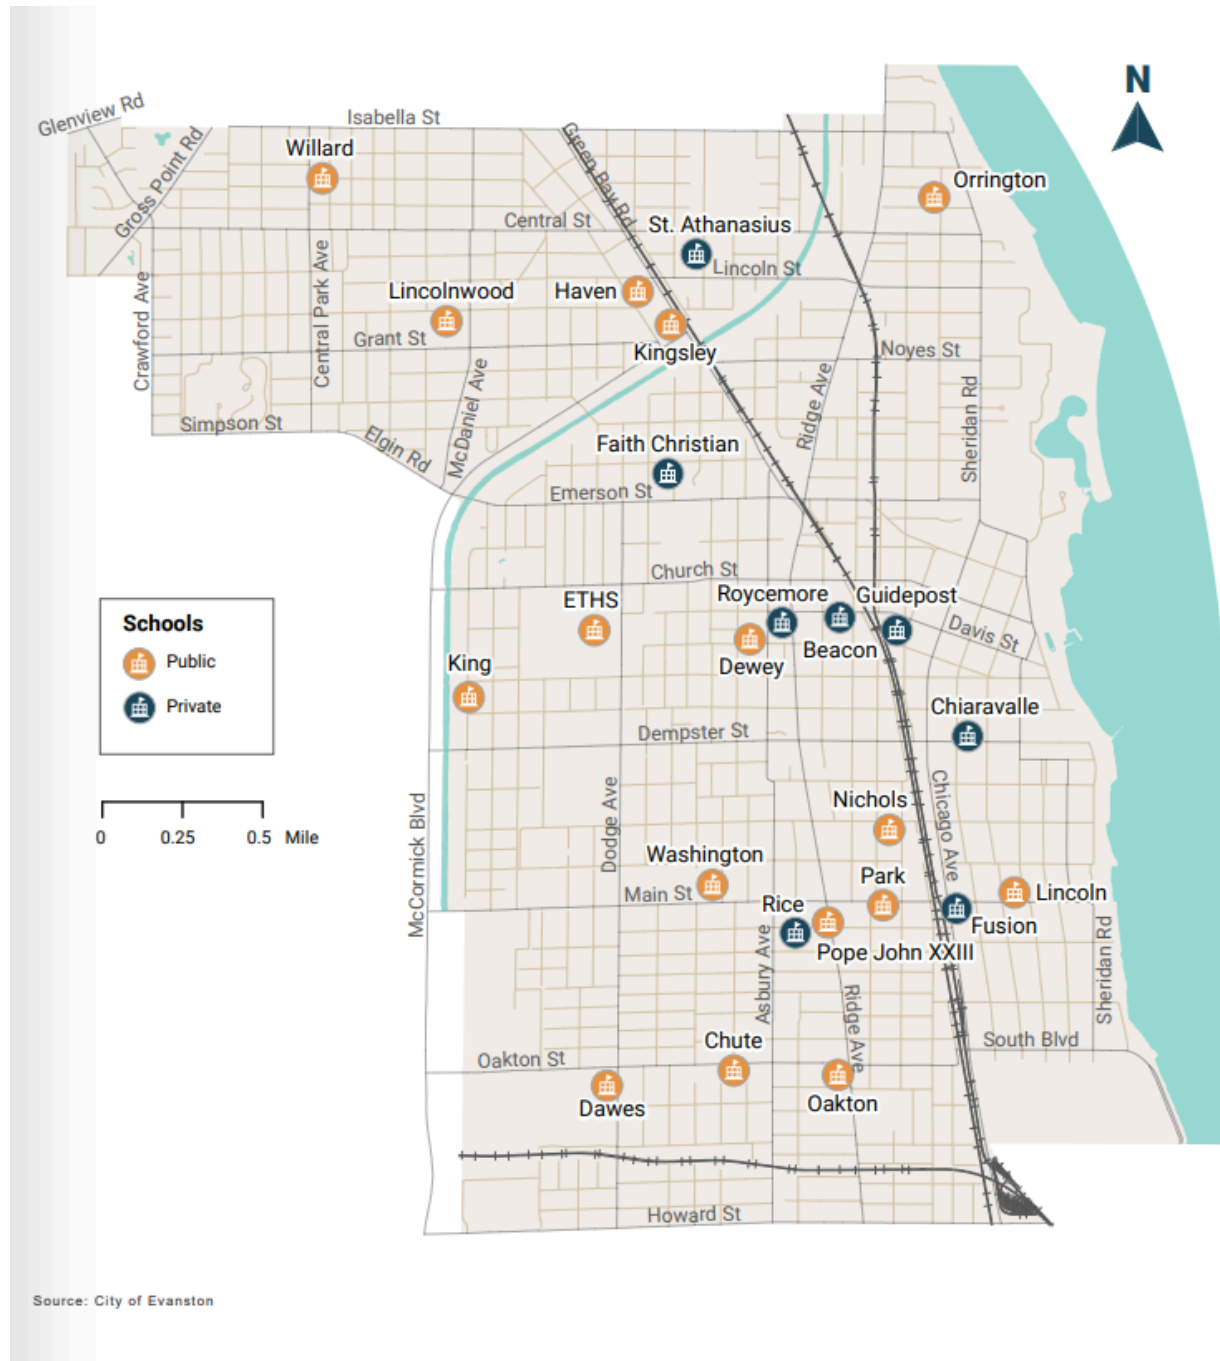 N
Glenview Rd
Isabella St
Gross Point Rd
Green Bay Rd
Willard
Orrington
Central St
St. Athanasius
Lincoln St
Crawford Ave
Central Park Ave
Lincolnwood
Haven
Grant St
Kingsley
Noyes St
McDaniel Ave
Ridge Ave
Sheridan Rd
Simpson St
Elgin Rd
Faith Christian
Emerson St
Church St
ETHS
Roycemore
Guidepost
Davis St
Schools
Public
Private
King
Dewey
Beacon
Chiaravalle
Dempster St
0
0.25
0.5
Mile
McCormick Blvd
Dodge Ave
Nichols
Chicago Ave
Washington
Park
Main St
Rice
Lincoln
Fusion
Pope John XXIII
Asbury Ave
Ridge Ave
Sheridan Rd
Chute
South Blvd
Oakton St
Dawes
Oakton
Howard St
Source: City of Evanston